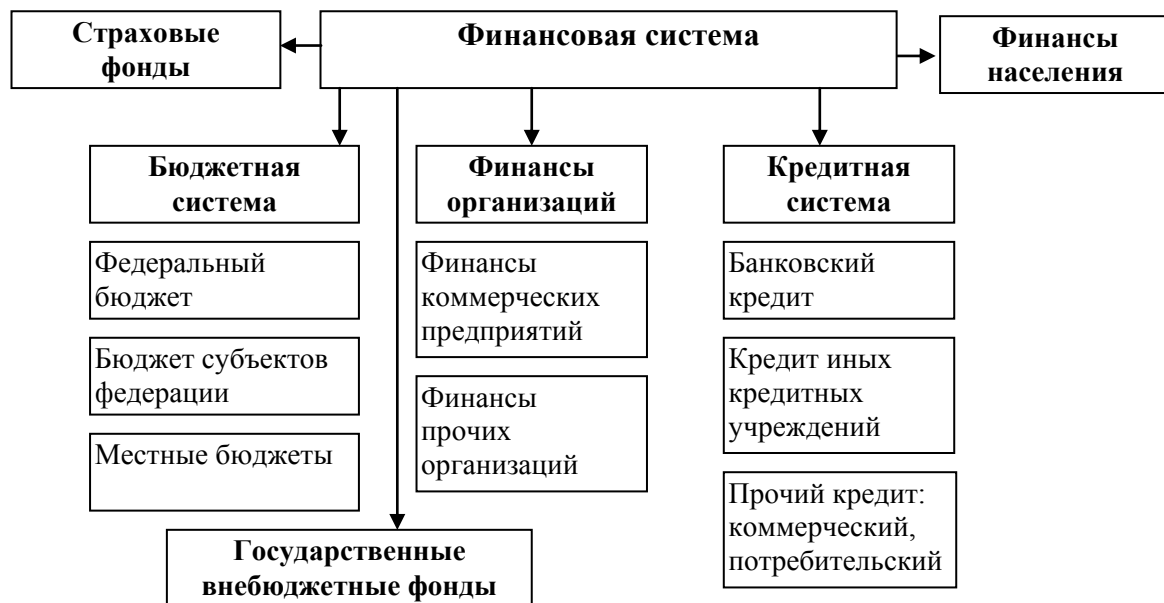 Страховые
фонды
Финансовая система
Финансы
населения
Бюджетная
система
Финансы
организаций
Кредитная
система
Федеральный
бюджет
Финансы
коммерческих
предприятий
Банковский
кредит
Бюджет субъектов
федерации
Кредит иных
кредитных
учреждений
Финансы
прочих
организаций
Местные бюджеты
Прочий кредит:
коммерческий,
потребительский
Государственные
внебюджетные фонды